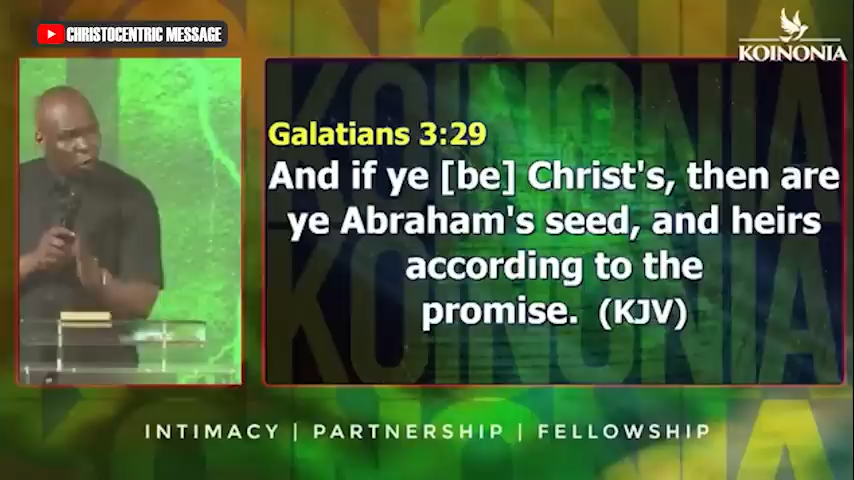 CHRISTOCENTRIC MESSAGE
KOINONIA
Galatians 3:29
And if ye [be] Christ's, then are
ye Abraham's seed, and heirs
according to the
promise. (KJV)
INTIMACY | PARTNERSHIP | FELLOWSHIP